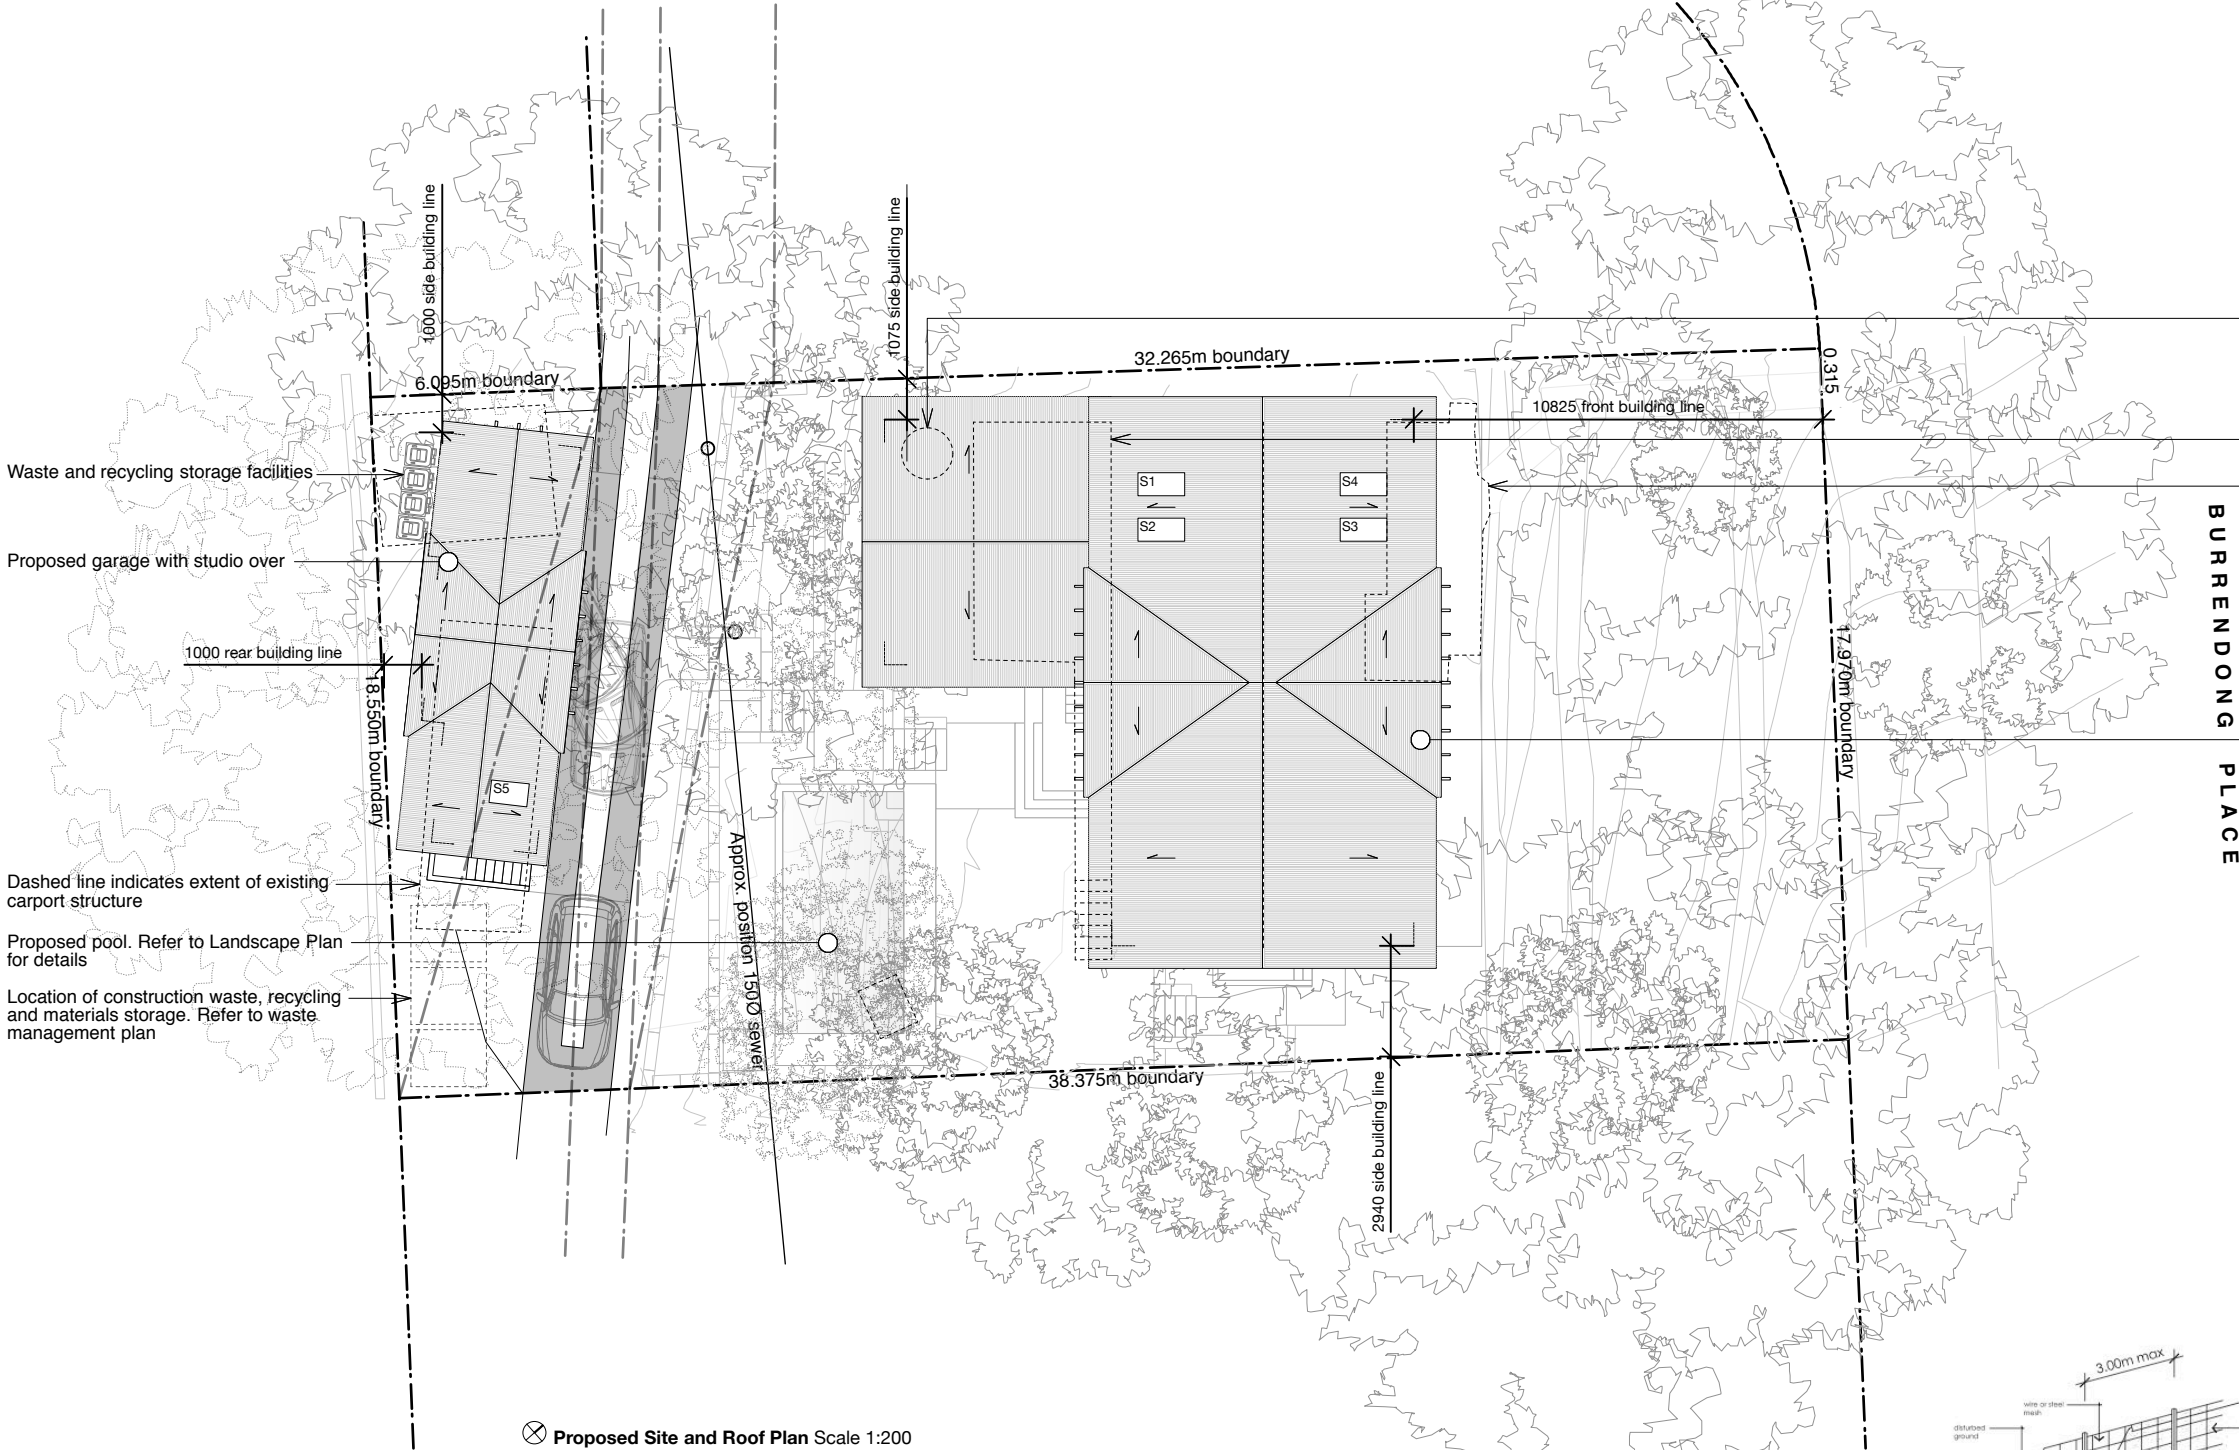 1000 side building line
1075 side building line
32.265m boundary
0.315
6.095m boundary
10825 front building line
Waste and recycling storage facilities
S1
S4
S2
S3
BURRENDONG PLACE
Proposed garage with studio over
1000 rear building line
18.550m boundary
17.970m boundary
S5
Approx. position 150Ø sewer
Dashed line indicates extent of existing
carport structure
Proposed pool. Refer to Landscape Plan
for details
Location of construction waste, recycling
and materials storage. Refer to waste
management plan
38.375m boundary
2940 side building line
3.00m max
wire or steel
mesh
disturbed
ground
Proposed Site and Roof Plan Scale 1:200